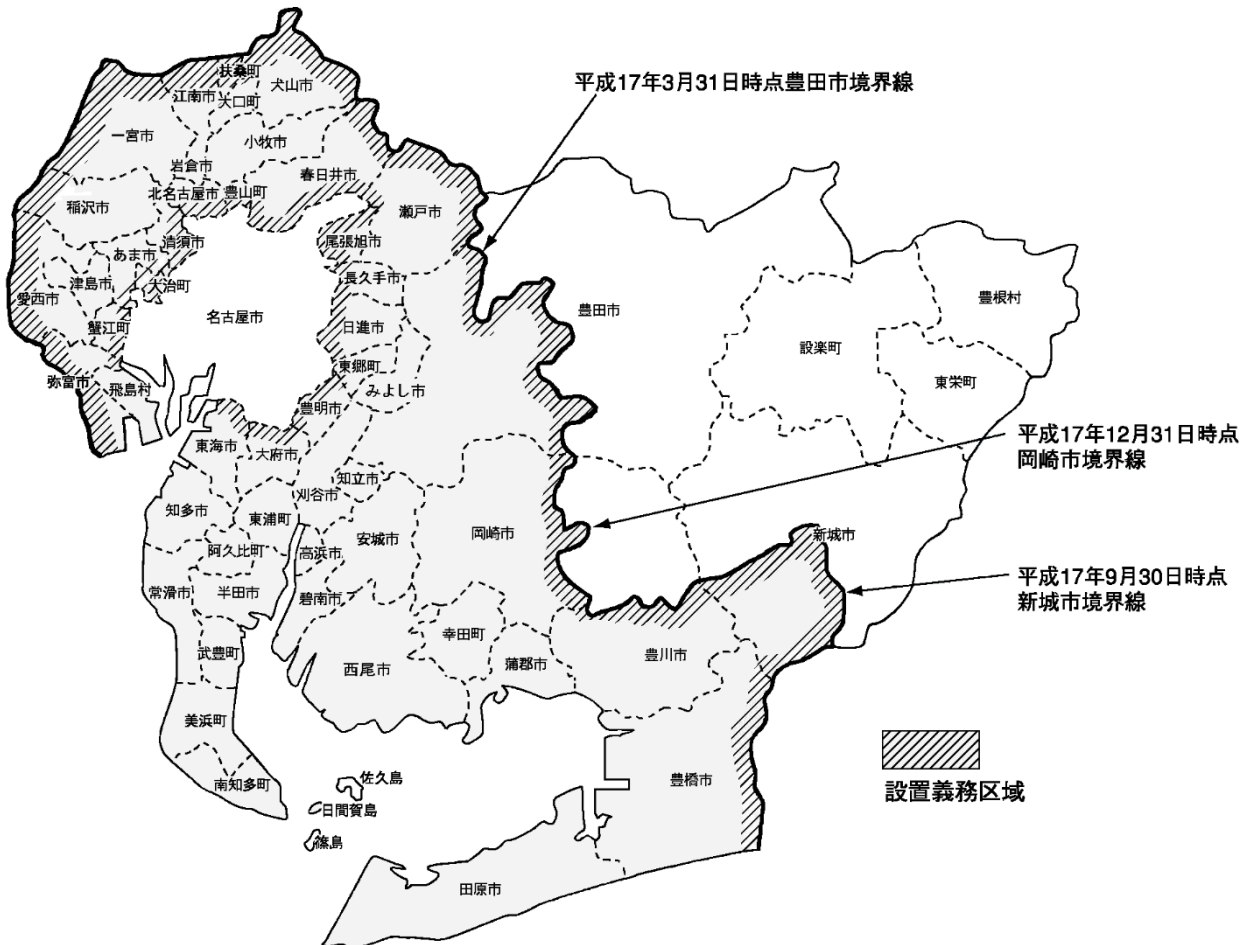 扶桑町
犬山市
江南市
大口町
一宮市
小牧市
岩倉市
春日井市
北名古屋市
豊山町
稲沢市
瀬戸市
清須市
尾張旭市
あま市
長久手市
津島市
大治町
愛西市
名古屋市
蟹江町
日進市
東郷町
弥富市
飛島村
みよし市
豊明市
東海市
大府市
知立市
刈谷市
知多市
東浦町
安城市
岡崎市
阿久比町
高浜市
常滑市
半田市
碧南市
幸田町
武豊町
西尾市
蒲郡市
豊川市
美浜町
南知多町
佐久島
日間賀島
篠島
豊橋市
田原市
豊田市
設楽町
豊根村
東栄町
新城市
平成17年3月31日時点豊田市境界線
平成17年12月31日時点
岡崎市境界線
平成17年9月30日時点
新城市境界線
設置義務区域